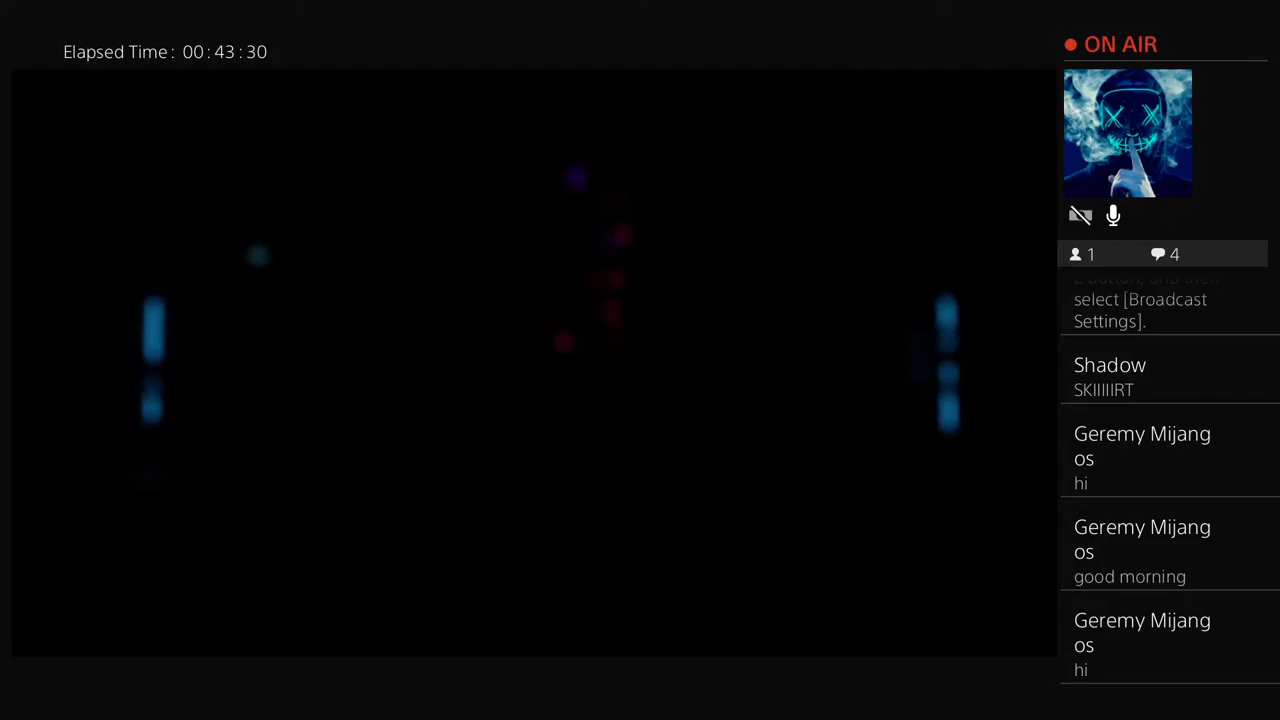 Elapsed Time: 00:43:30
ON AIR
1 4
select [Broadcast
Settings].
Shadow
SKIIIIIRT
Geremy Mijang
os
hi
Geremy Mijang
os
good morning
Geremy Mijang
os
hi